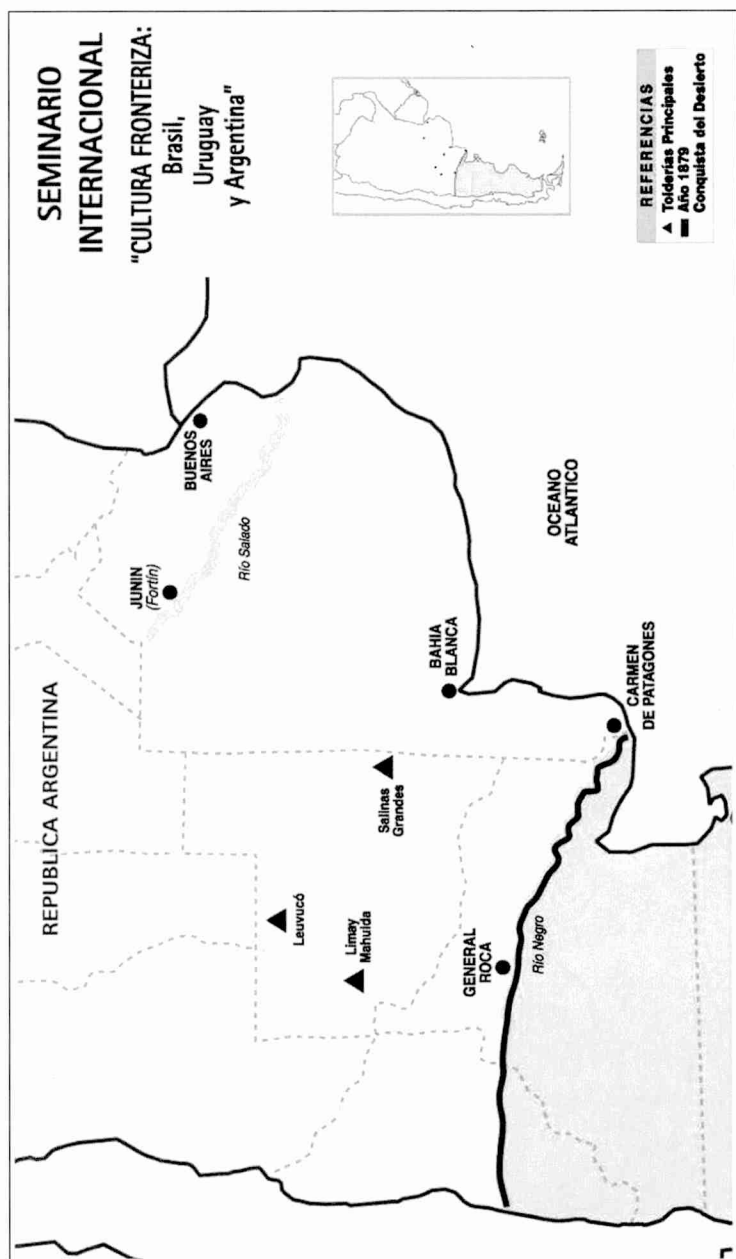 SEMINARIO
INTERNACIONAL
"CULTURA FRONTERIZA:
Brasil,
Uruguay
y Argentina"
REPUBLICA ARGENTINA
BUENOS
AIRES
JUNIN
(Fortín)
Río Salado
Leuvucó
Limay
Mahuida
Salinas
Grandes
BAHIA
BLANCA
OCEANO
ATLANTICO
GENERAL
ROCA
Río Negro
CARMEN
DE PATAGONES
REFERENCIAS
Tolderías Principales
Año 1879
Conquista del Desierto